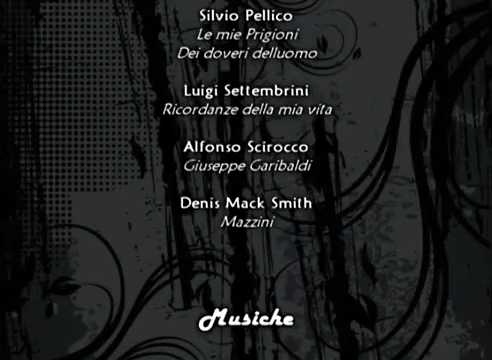 Silvio Pellico
Le mie Prigioni
Dei doveri delluomo
Luigi Settembrini
Ricordanze della mia vita
Alfonso Scirocco
Giuseppe Garibaldi
Denis Mack Smith
Mazzini
Musiche